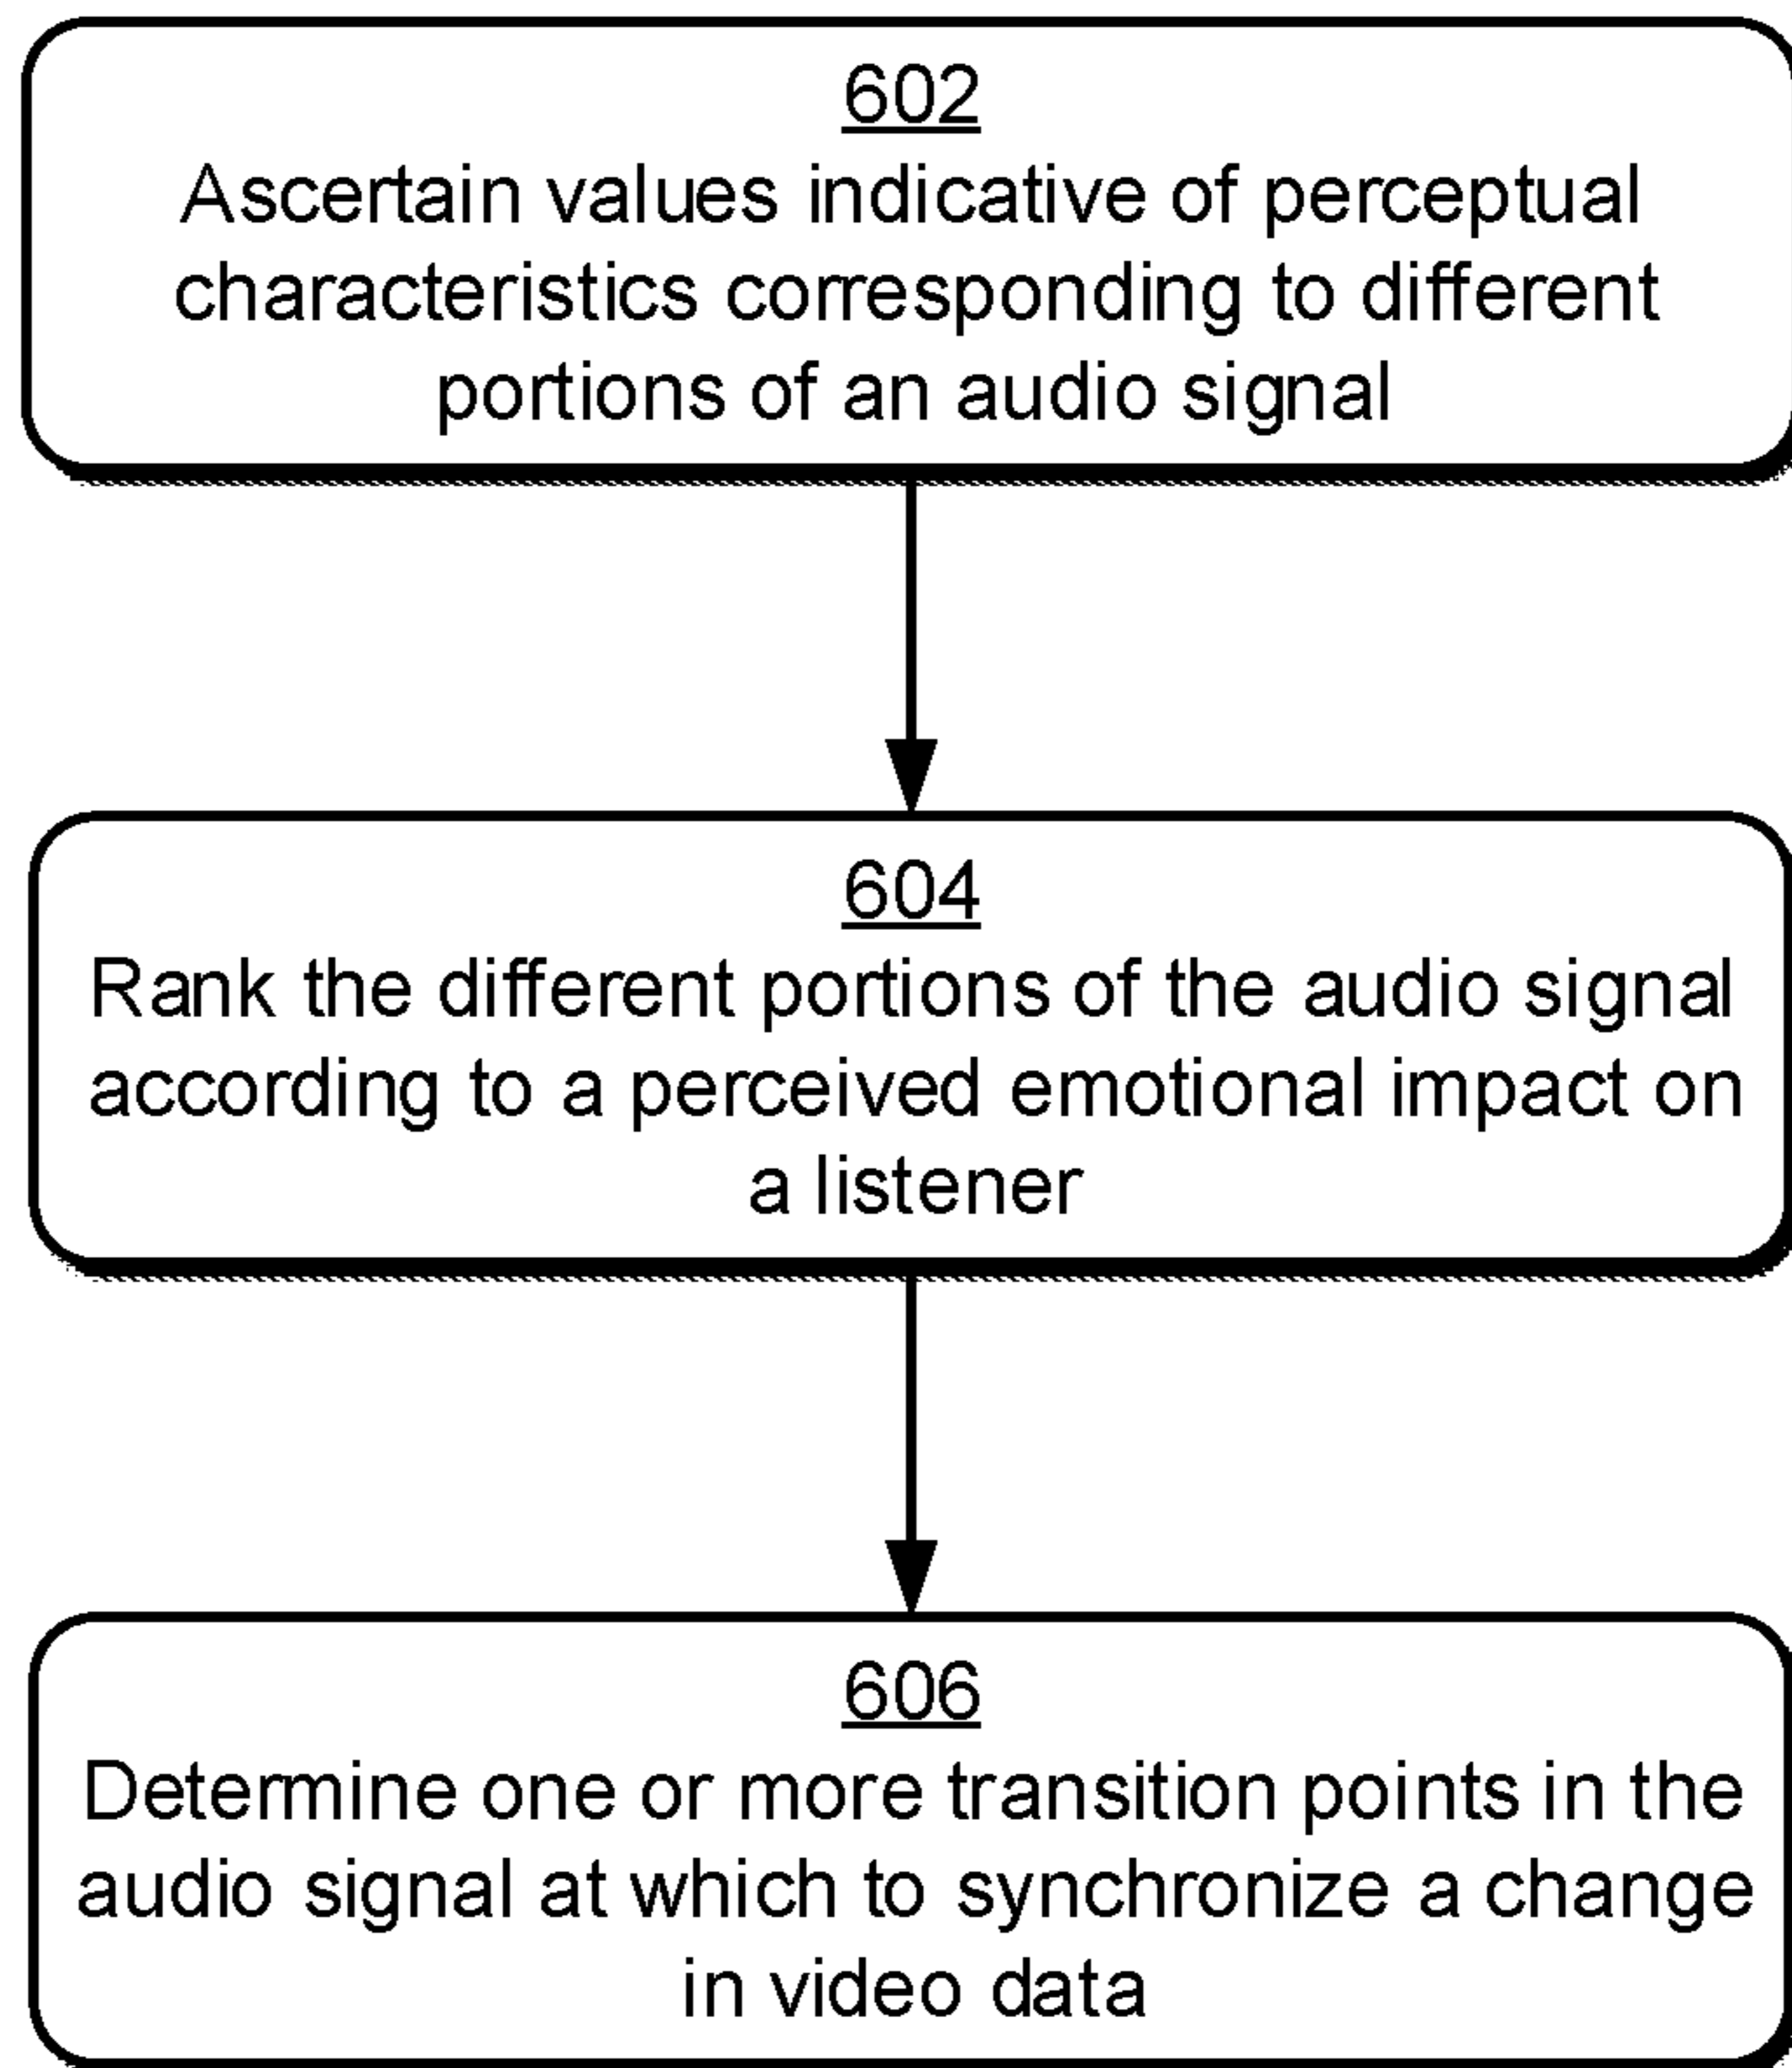 602
Ascertain values indicative of perceptual
characteristics corresponding to different
portions of an audio signal
604
Rank the different portions of the audio signal
according to a perceived emotional impact on
a listener
606
Determine one or more transition points in the
audio signal at which to synchronize a change
in video data